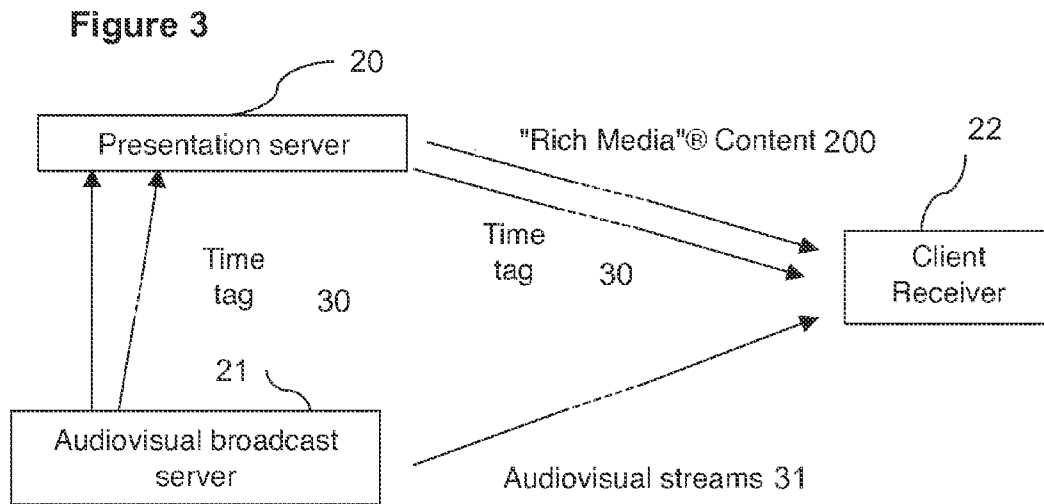 Figure 3
20
Presentation server
"Rich Media"® Content 200
22
Time
tag 30
Time
tag 30
Client
Receiver
21
Audiovisual broadcast
server
Audiovisual streams 31